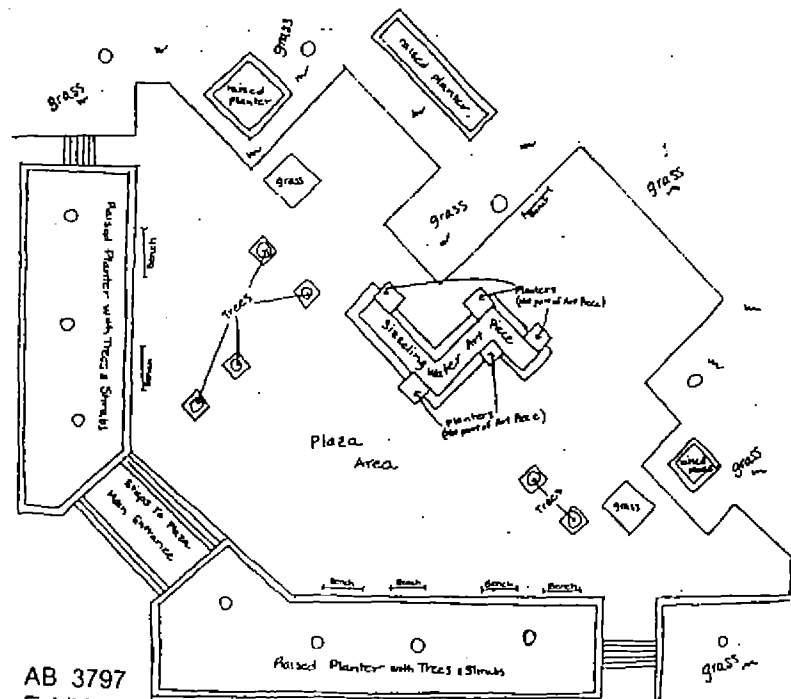 grass
raised
planter
raised planter.
grass
grass
grass
grass
Bench
Raised Planter with Trees & Shrubs
Bench
Trees
Planters
(Not part of Art Piece)
Water Art Piece
Planters
(Not part of Art Piece)
Plaza
Area
Steps To Plaza
Main Entrance
Trees
grass
raised
grass
Bench
Bench
Bench
Bench
Raised Planter with Trees & Shrubs
grass
AB 3797